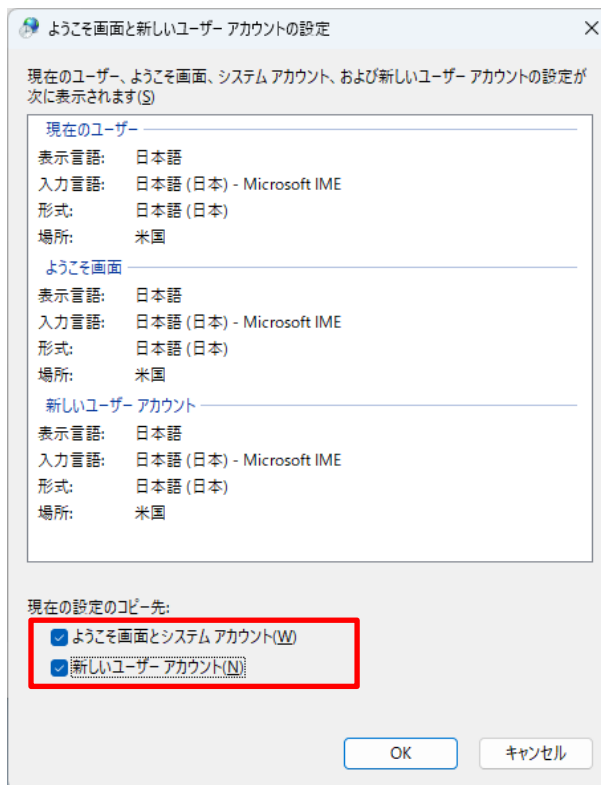 ようこそ画面と新しいユーザー アカウントの設定
現在のユーザー、ようこそ画面、システム アカウント、および新しいユーザー アカウントの設定が
次に表示されます(S)
現在のユーザー
表示言語: 日本語
入力言語: 日本語 (日本) - Microsoft IME
形式: 日本語 (日本)
場所: 米国
ようこそ画面
表示言語: 日本語
入力言語: 日本語 (日本) - Microsoft IME
形式: 日本語 (日本)
場所: 米国
新しいユーザー アカウント
表示言語: 日本語
入力言語: 日本語 (日本) - Microsoft IME
形式: 日本語 (日本)
場所: 米国
現在の設定のコピー先:
ようこそ画面とシステム アカウント(W)
新しいユーザー アカウント(N)
OK キャンセル